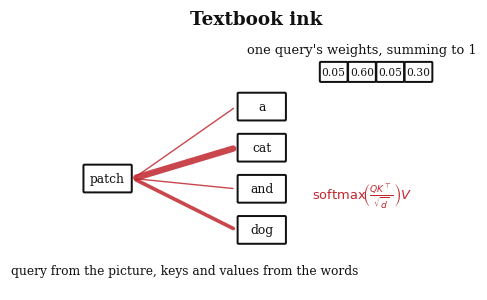 Textbook ink
one query's weights, summing to 1
0.05 0.60 0.05 0.30
a
cat
patch
and
softmax(QK⊤/√d)V
dog
query from the picture, keys and values from the words